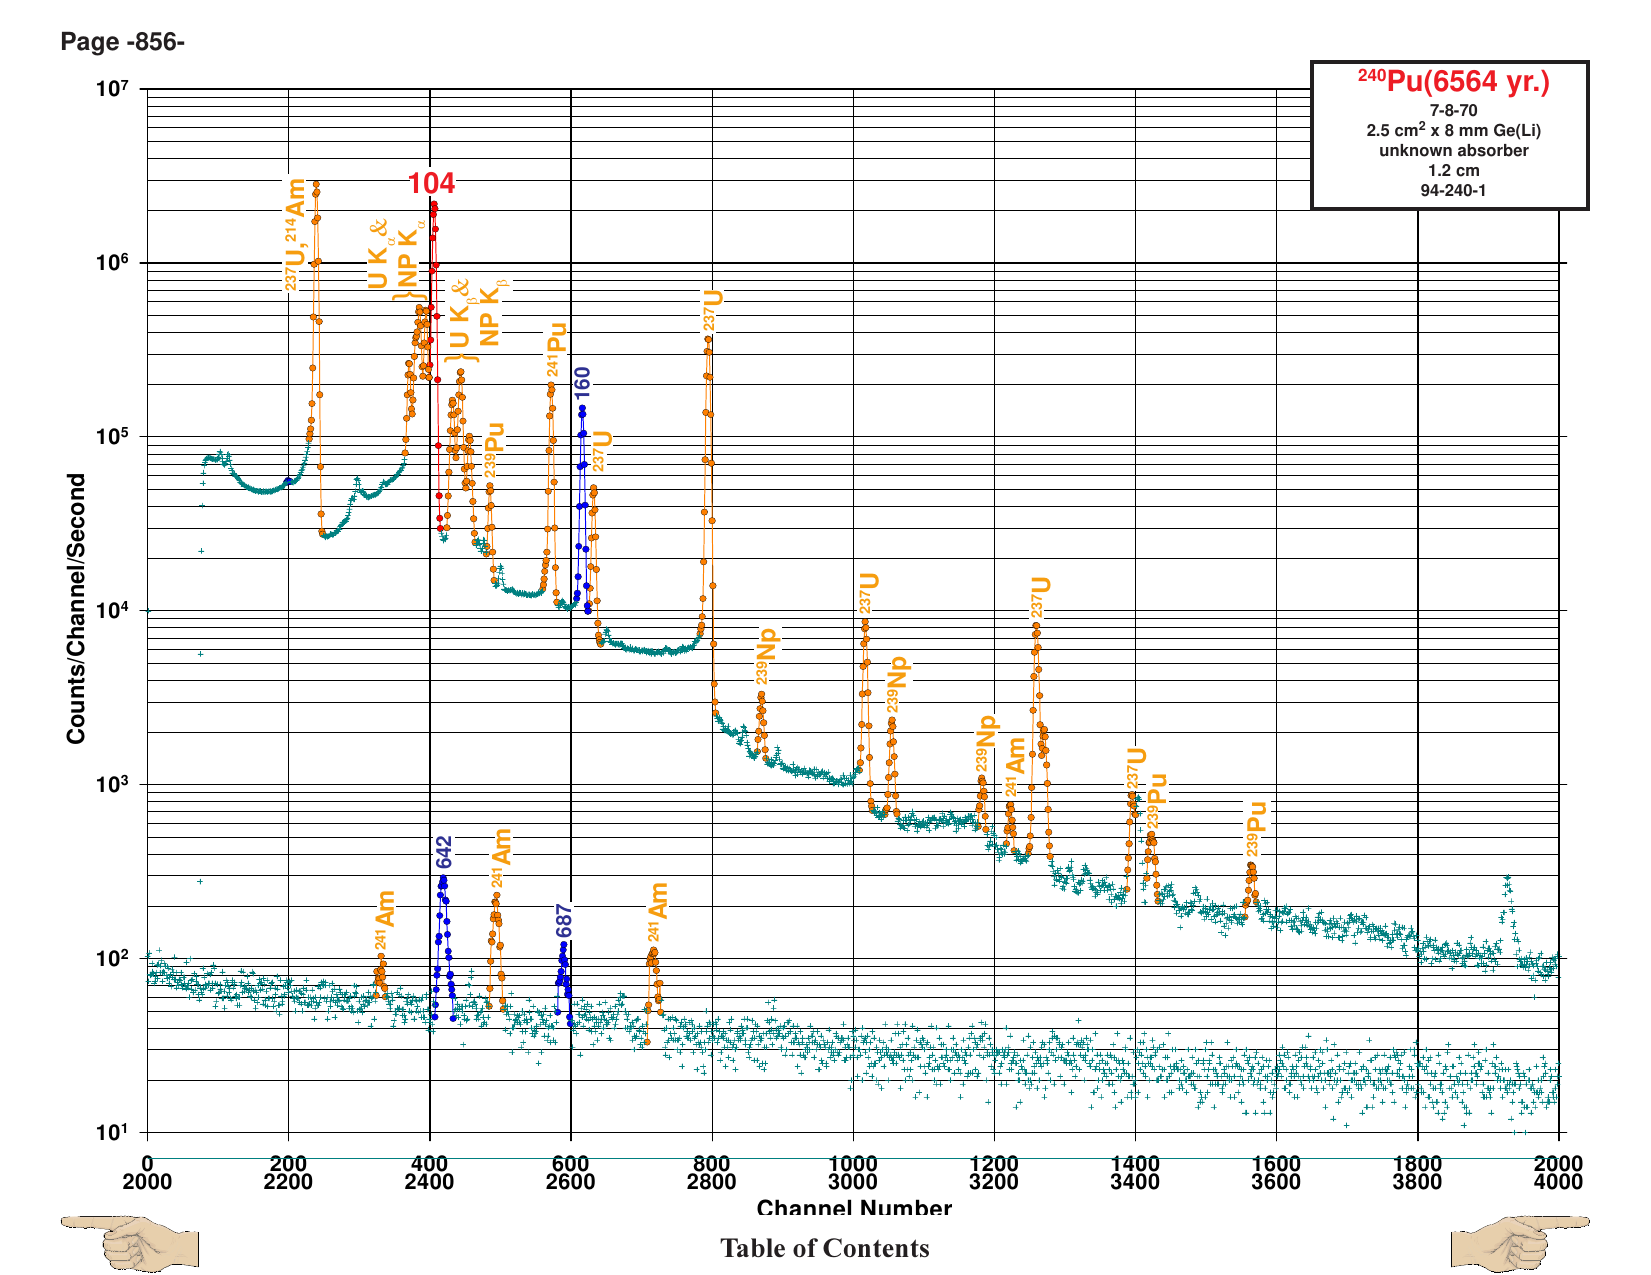 Page -856-
²⁴⁰Pu(6564 yr.)
7-8-70
2.5 cm² x 8 mm Ge(Li)
unknown absorber
1.2 cm
94-240-1
10⁷
10⁶
10⁵
10⁴
10³
10²
10¹
Counts/Channel/Second
²³⁷U, ²¹⁴Am
U Kα &
NP Kα
}
104
} U Kβ &
NP Kβ
²³⁹Pu
²⁴¹Pu
160
²³⁷U
²³⁷U
²³⁹Np
²³⁷U
²³⁹Np
²³⁹Np
²⁴¹Am
²³⁷U
²³⁷U
²³⁹Pu
²³⁹Pu
²⁴¹Am
642
²⁴¹Am
687
²⁴¹Am
0 200 400 600 800 1000 1200 1400 1600 1800 2000
2000 2200 2400 2600 2800 3000 3200 3400 3600 3800 4000
Channel Number
Table of Contents